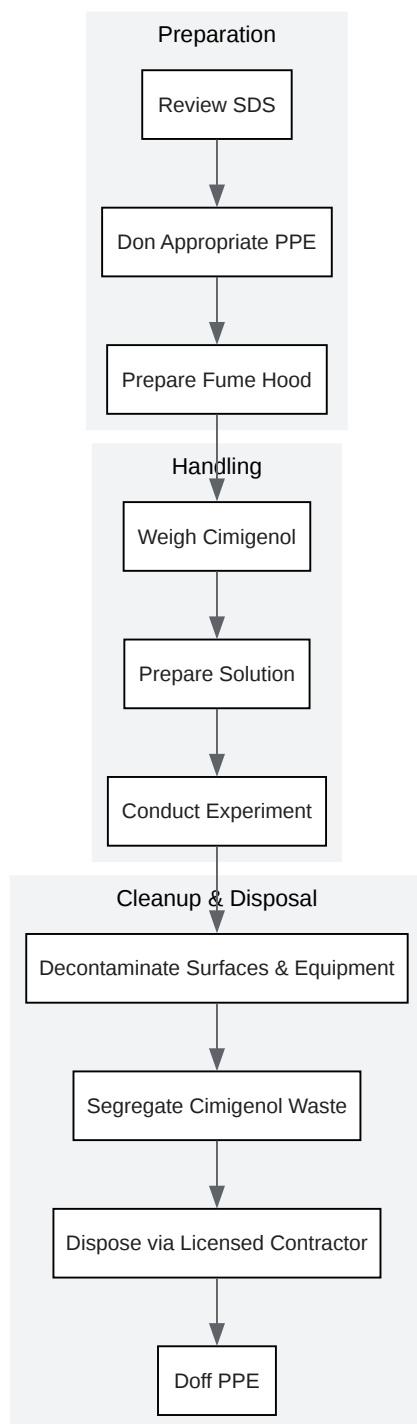 Preparation
Review SDS
Don Appropriate PPE
Prepare Fume Hood
Handling
Weigh Cimigenol
Prepare Solution
Conduct Experiment
Cleanup & Disposal
Decontaminate Surfaces & Equipment
Segregate Cimigenol Waste
Dispose via Licensed Contractor
Doff PPE